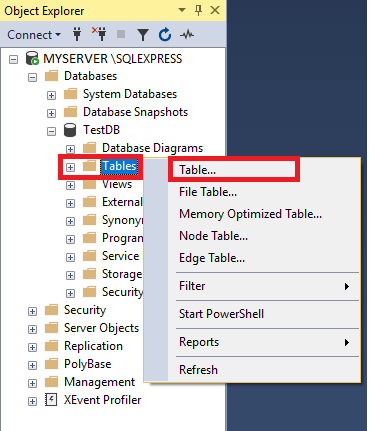 Object Explorer
Connect
MYSERVER \SQLEXPRESS
Databases
System Databases
Database Snapshots
TestDB
Database Diagrams
Tables
Views
External
Synonym
Program
Service
Storage
Security
Security
Server Objects
Replication
PolyBase
Management
XEvent Profiler
Table...
File Table...
Memory Optimized Table...
Node Table...
Edge Table...
Filter
Start PowerShell
Reports
Refresh